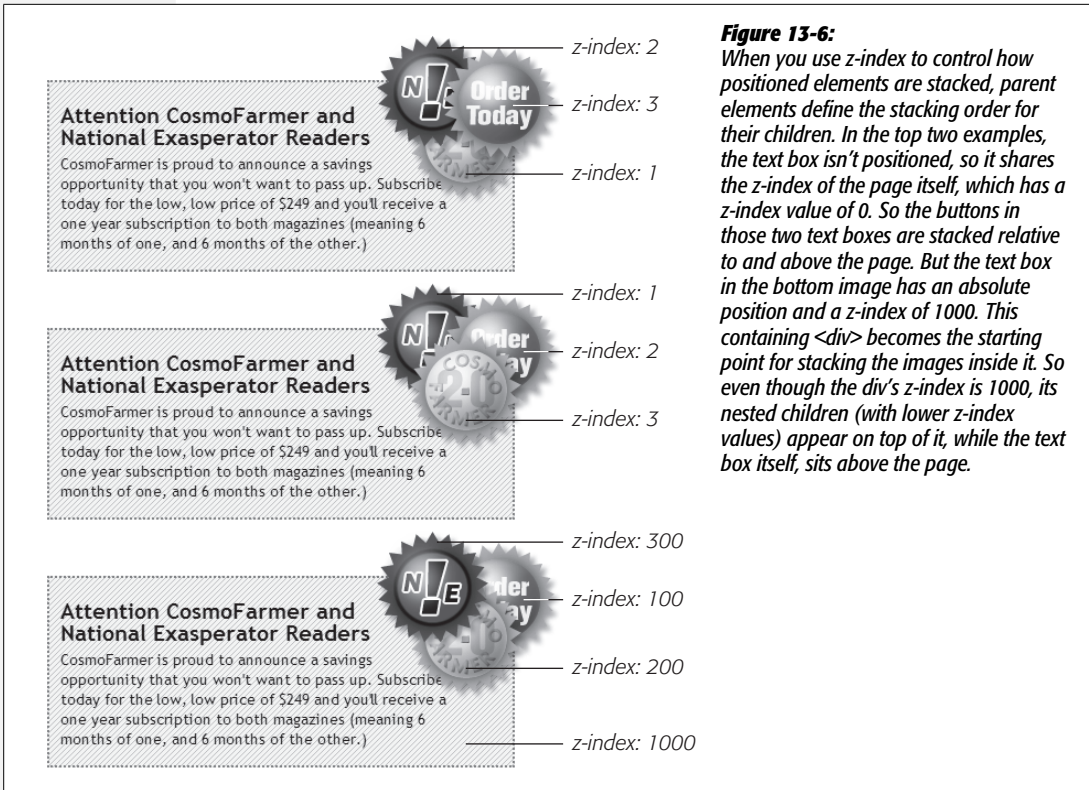 z-index: 2
N!E
Order
Today
z-index: 3
z-index: 1
Attention CosmoFarmer and
National Exasperator Readers
CosmoFarmer is proud to announce a savings
opportunity that you won't want to pass up. Subscribe
today for the low, low price of $249 and you'll receive a
one year subscription to both magazines (meaning 6
months of one, and 6 months of the other.)
z-index: 1
z-index: 2
COSMO
2.0
FARMER
z-index: 3
Attention CosmoFarmer and
National Exasperator Readers
CosmoFarmer is proud to announce a savings
opportunity that you won't want to pass up. Subscribe
today for the low, low price of $249 and you'll receive a
one year subscription to both magazines (meaning 6
months of one, and 6 months of the other.)
z-index: 300
N!E
z-index: 100
z-index: 200
Attention CosmoFarmer and
National Exasperator Readers
CosmoFarmer is proud to announce a savings
opportunity that you won't want to pass up. Subscribe
today for the low, low price of $249 and you'll receive a
one year subscription to both magazines (meaning 6
months of one, and 6 months of the other.)
z-index: 1000
Figure 13-6:
When you use z-index to control how
positioned elements are stacked, parent
elements define the stacking order for
their children. In the top two examples,
the text box isn't positioned, so it shares
the z-index of the page itself, which has a
z-index value of 0. So the buttons in
those two text boxes are stacked relative
to and above the page. But the text box
in the bottom image has an absolute
position and a z-index of 1000. This
containing <div> becomes the starting
point for stacking the images inside it. So
even though the div's z-index is 1000, its
nested children (with lower z-index
values) appear on top of it, while the text
box itself, sits above the page.